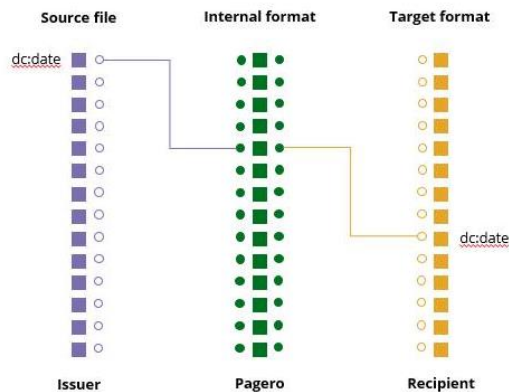 Source file
Internal format
Target format
dc:date
dc:date
Issuer
Pagero
Recipient